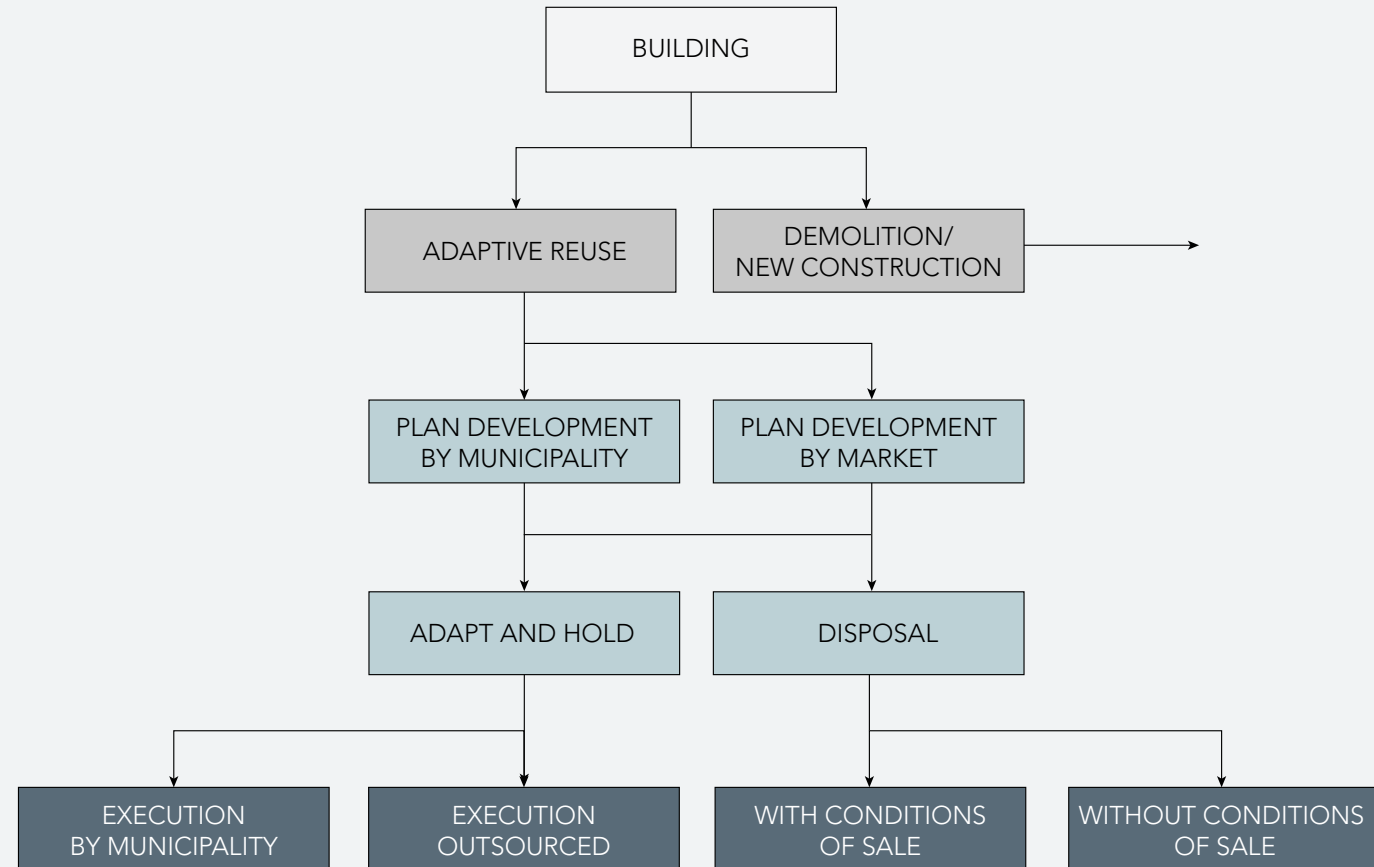 BUILDING
ADAPTIVE REUSE
DEMOLITION/
NEW CONSTRUCTION
PLAN DEVELOPMENT
BY MUNICIPALITY
PLAN DEVELOPMENT
BY MARKET
ADAPT AND HOLD
DISPOSAL
EXECUTION
BY MUNICIPALITY
EXECUTION
OUTSOURCED
WITH CONDITIONS
OF SALE
WITHOUT CONDITIONS
OF SALE